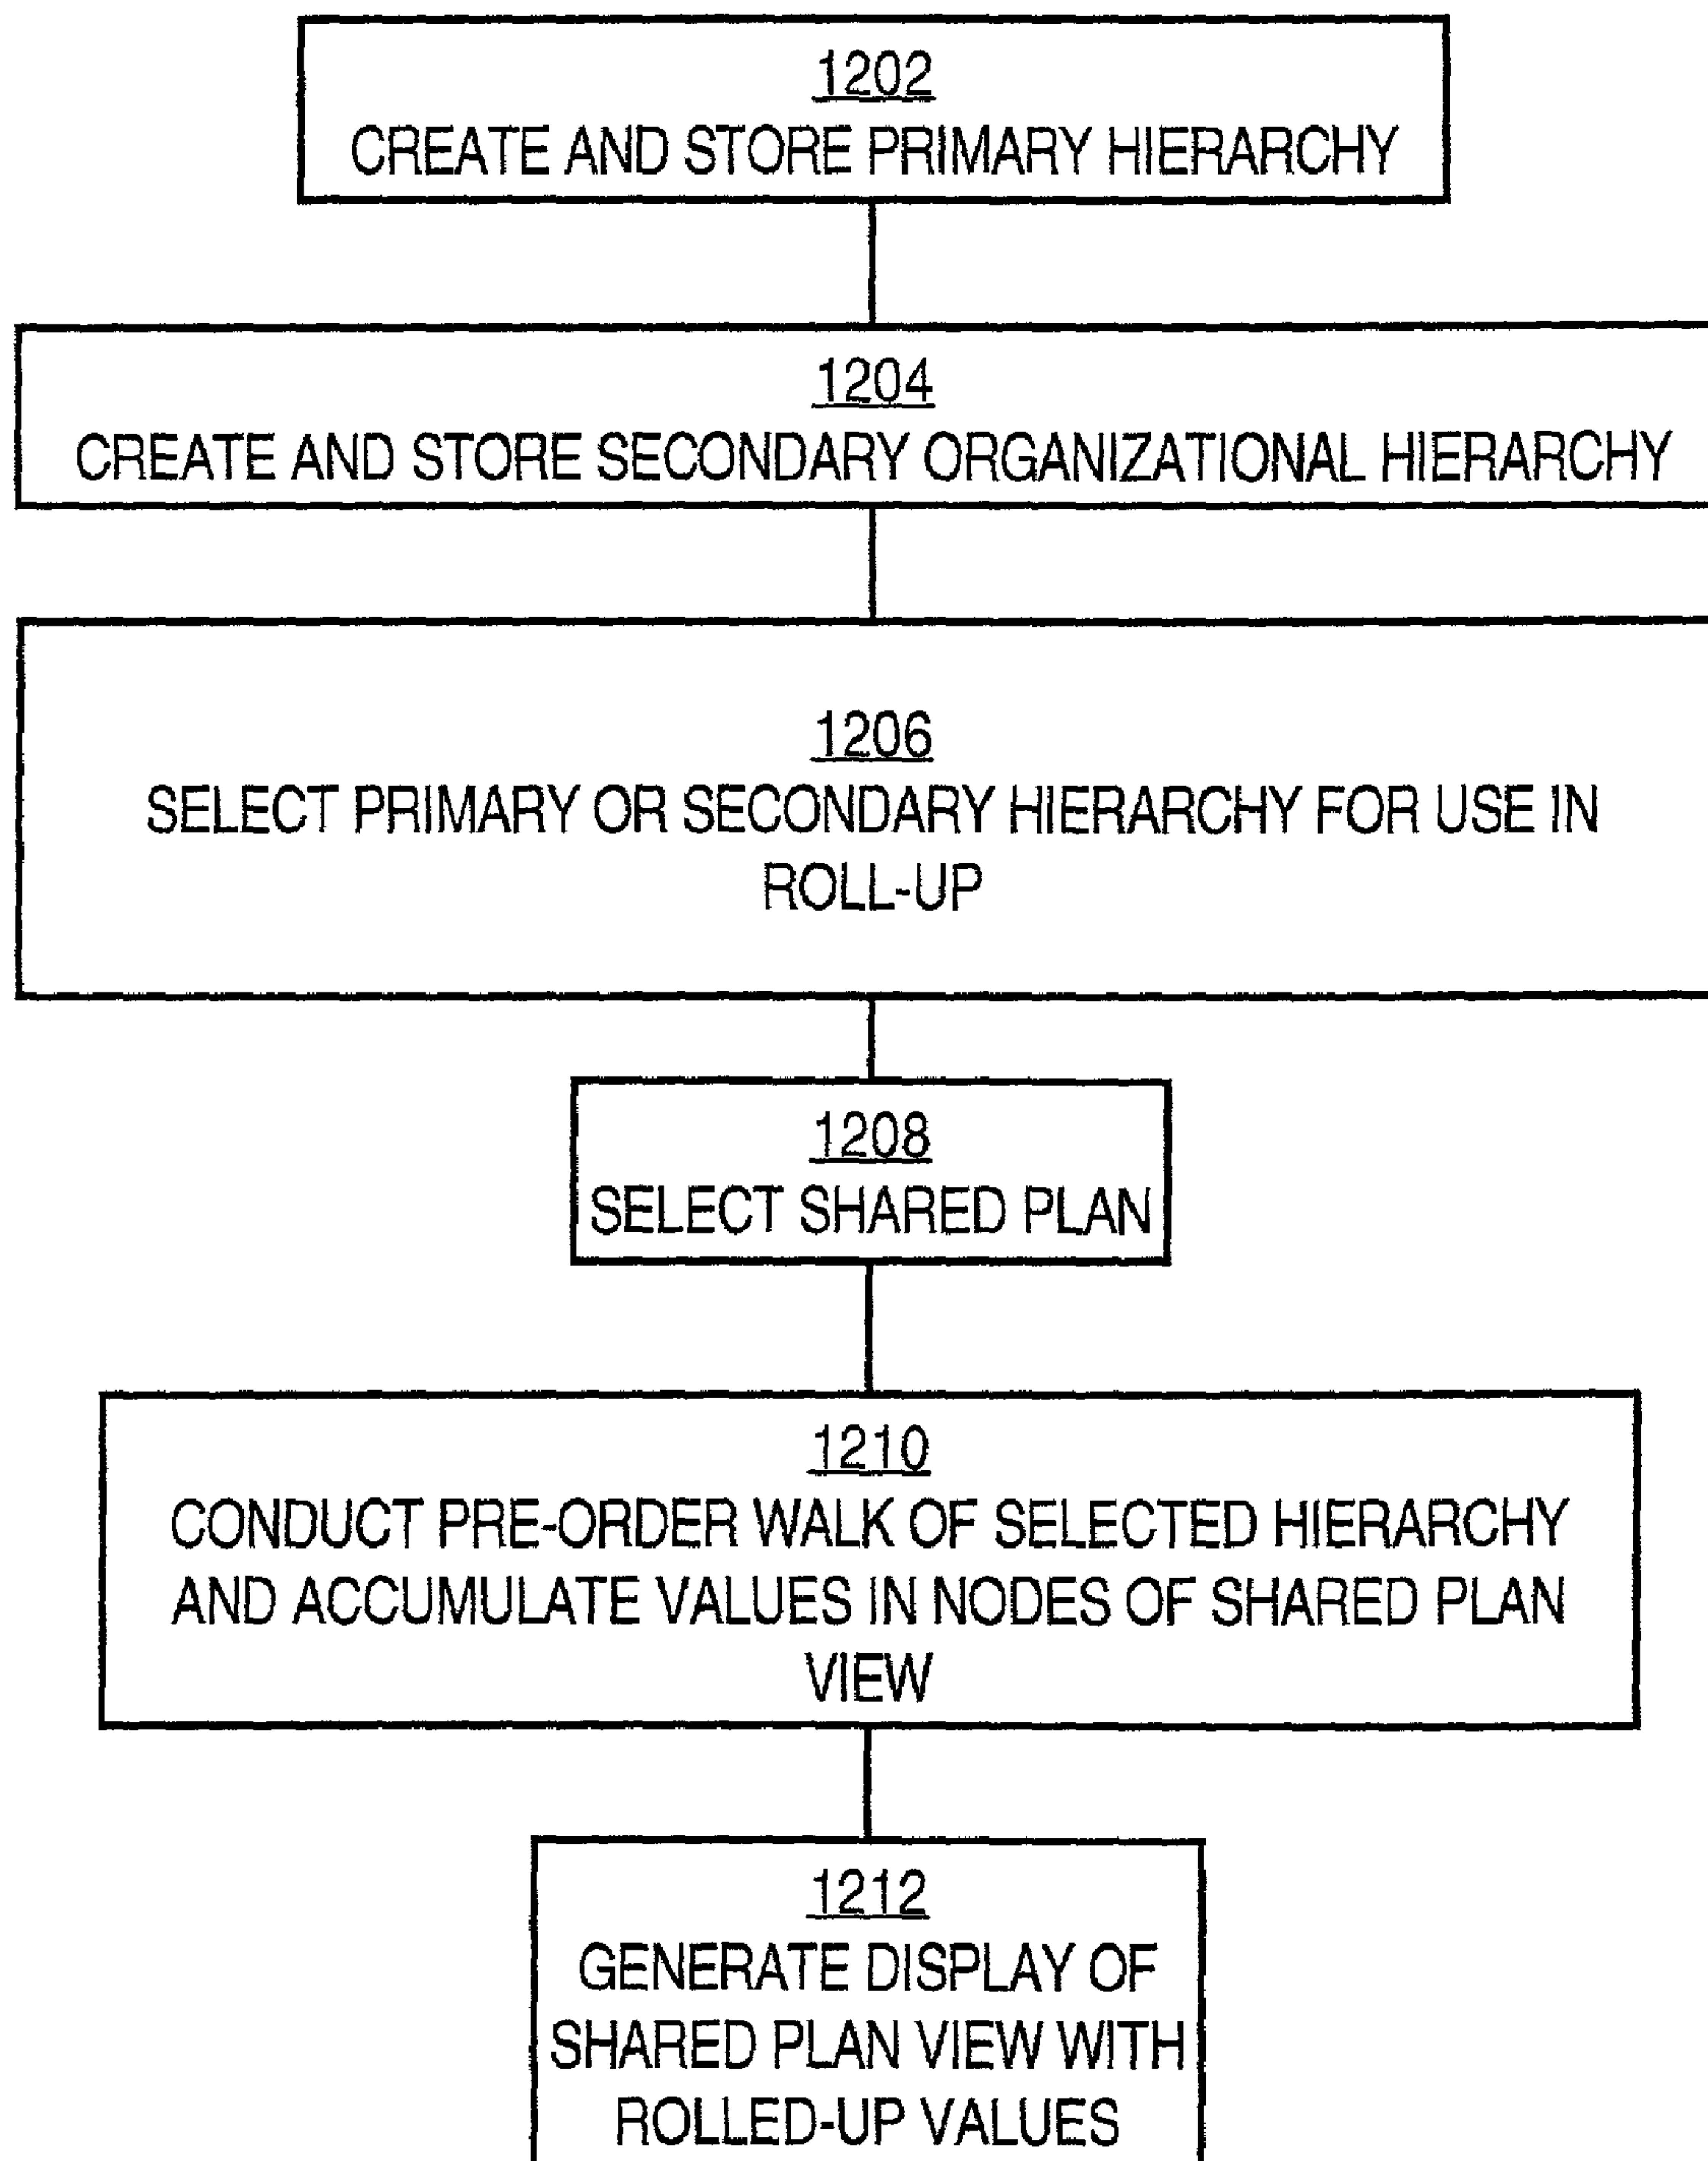 1202
CREATE AND STORE PRIMARY HIERARCHY
1204
CREATE AND STORE SECONDARY ORGANIZATIONAL HIERARCHY
1206
SELECT PRIMARY OR SECONDARY HIERARCHY FOR USE IN
ROLL-UP
1208
SELECT SHARED PLAN
1210
CONDUCT PRE-ORDER WALK OF SELECTED HIERARCHY
AND ACCUMULATE VALUES IN NODES OF SHARED PLAN
VIEW
1212
GENERATE DISPLAY OF
SHARED PLAN VIEW WITH
ROLLED-UP VALUES